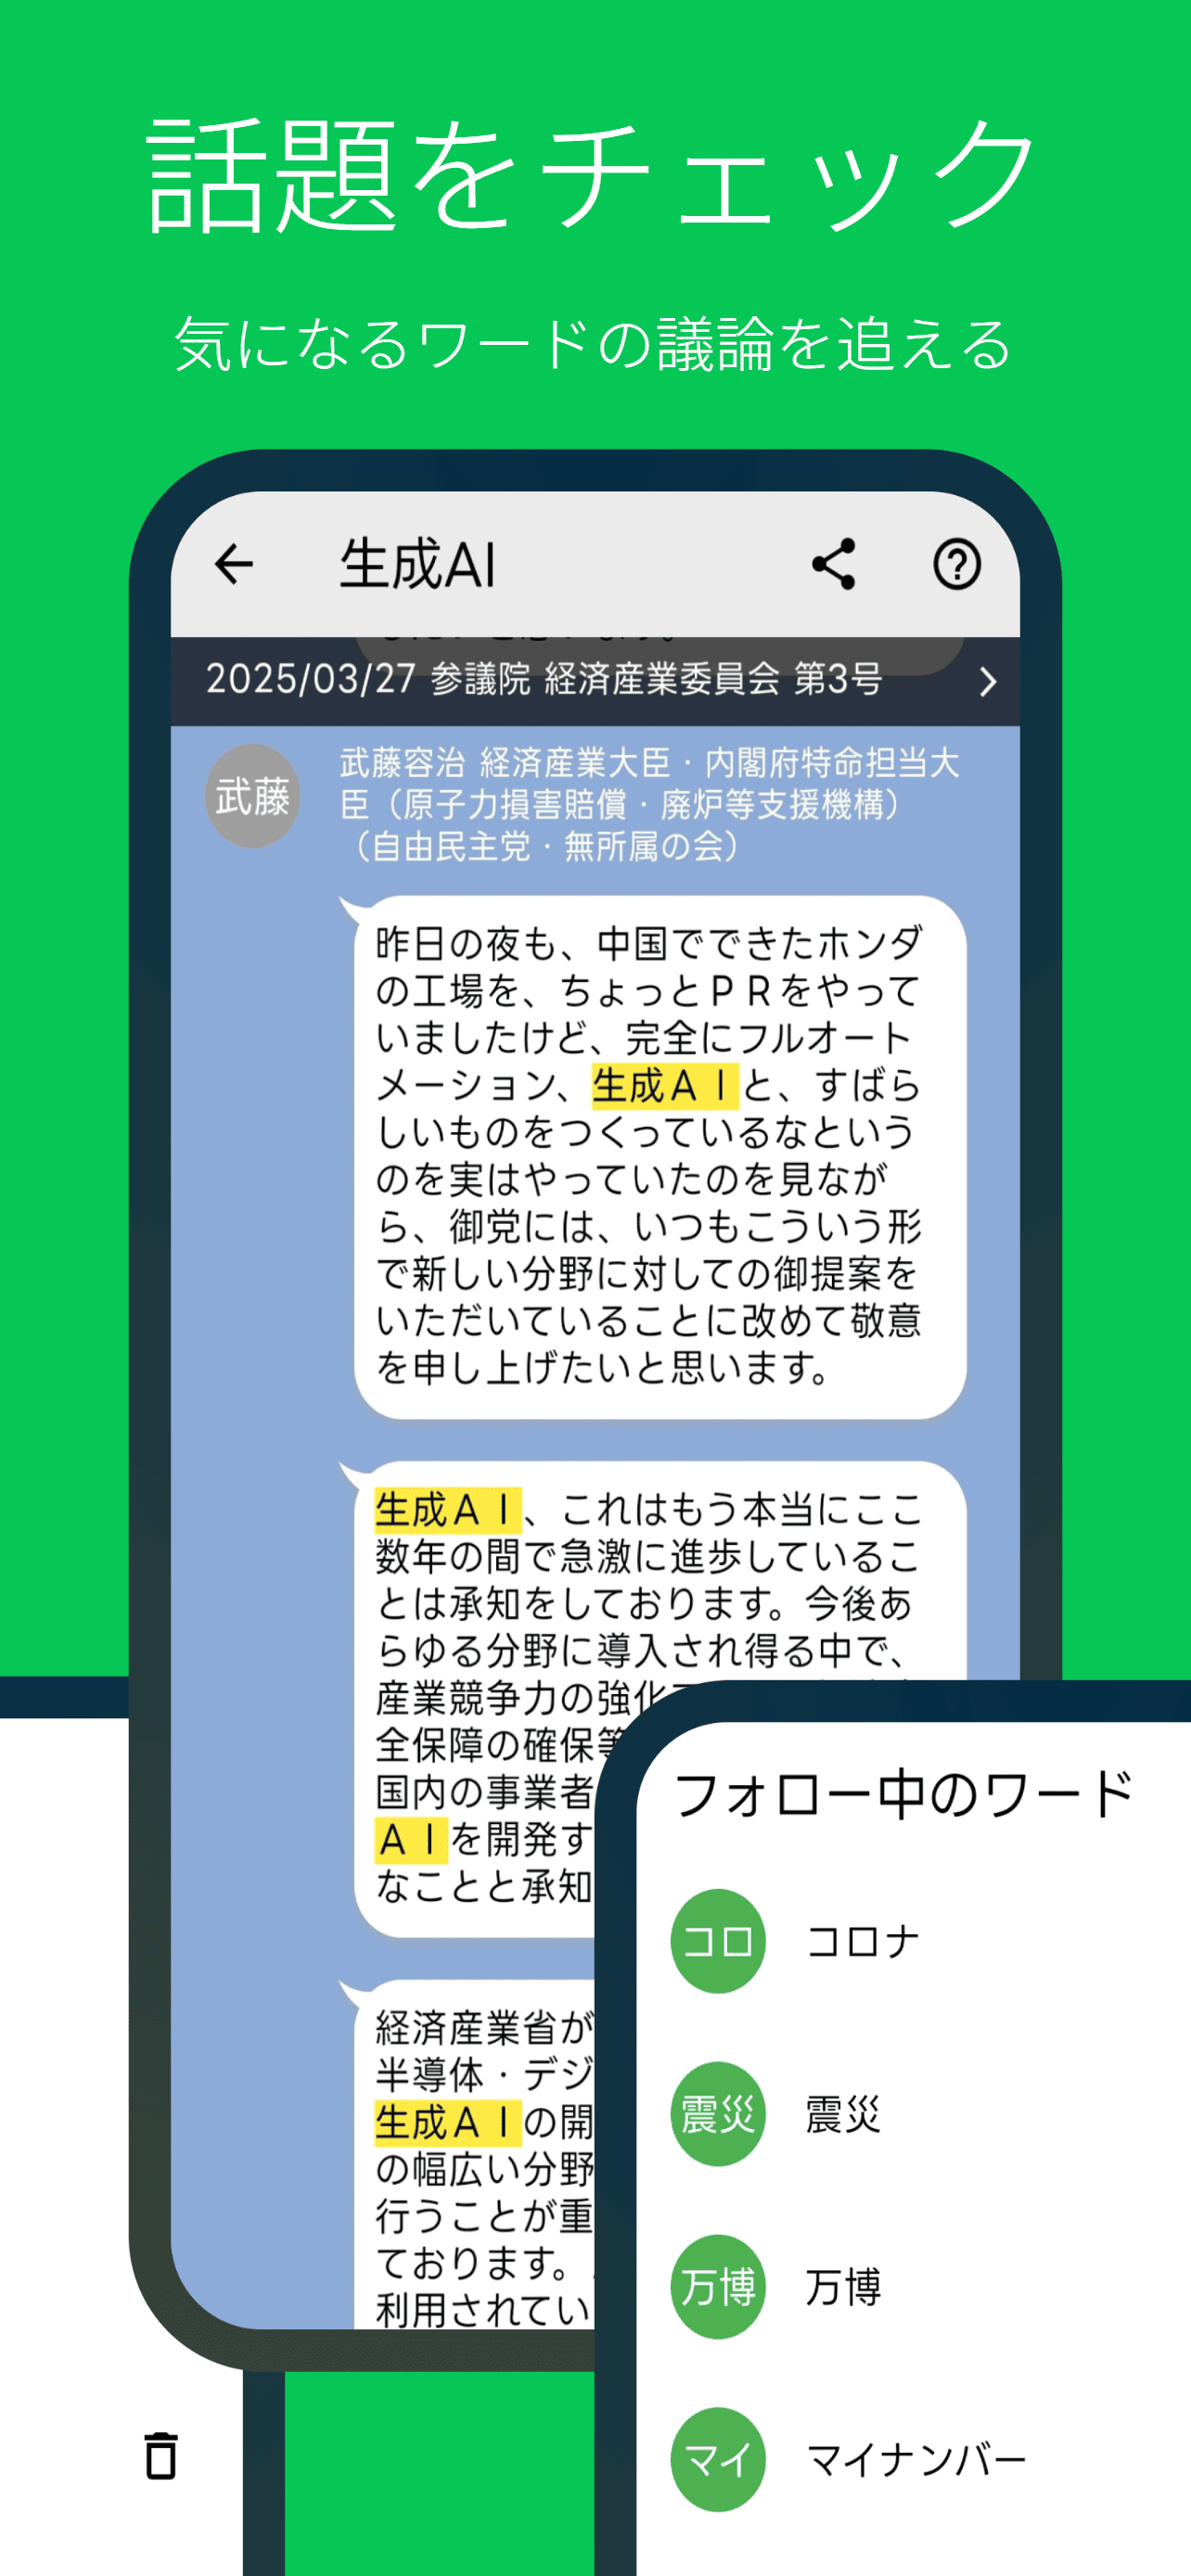 話題をチェック
気になるワードの議論を追える
生成AI
2025/03/27 参議院 経済産業委員会 第3号
武藤
武藤容治 経済産業大臣・内閣府特命担当大
臣（原子力損害賠償・廃炉等支援機構）
（自由民主党・無所属の会）
昨日の夜も、中国でできたホンダ
の工場を、ちょっとＰＲをやって
いましたけど、完全にフルオート
メーション、生成ＡＩと、すばら
しいものをつくっているなという
のを実はやっていたのを見なが
ら、御党には、いつもこういう形
で新しい分野に対しての御提案を
いただいていることに改めて敬意
を申し上げたいと思います。
生成ＡＩ、これはもう本当にここ
数年の間で急激に進歩しているこ
とは承知をしております。今後あ
らゆる分野に導入され得る中で、
産業競争力の強化
全保障の確保等
国内の事業者
ＡＩを開発す
なことと承知
経済産業省が
半導体・デジ
生成ＡＩの開
の幅広い分野
行うことが重
ております。
利用されてい
フォロー中のワード
コロ
コロナ
震災
震災
万博
万博
マイ
マイナンバー